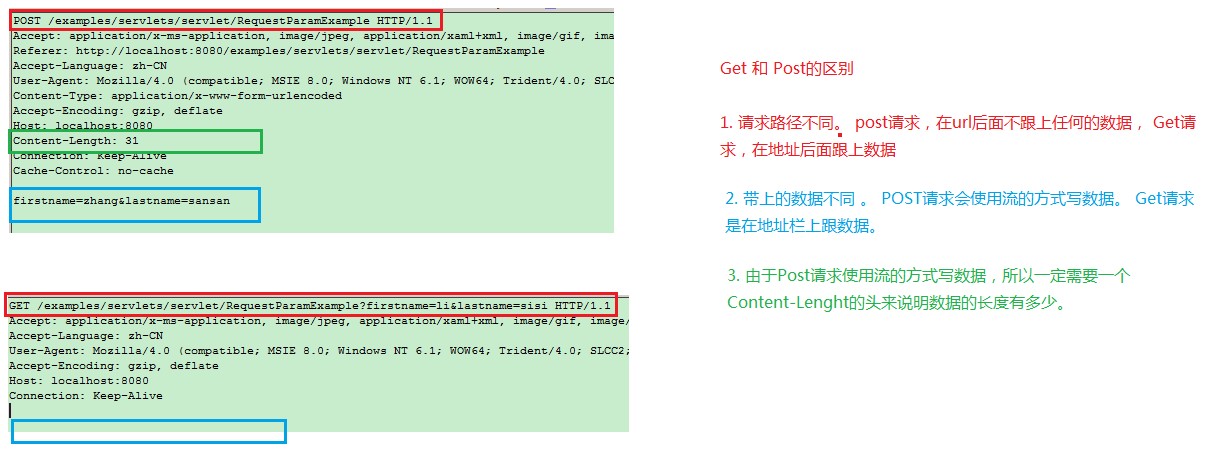 POST /examples/servlets/servlet/RequestParamExample HTTP/1.1
Accept: application/x-ms-application, image/jpeg, application/xaml+xml, image/gif, ima
Referer: http://localhost:8080/examples/servlets/servlet/RequestParamExample
Accept-Language: zh-CN
User-Agent: Mozilla/4.0 (compatible; MSIE 8.0; Windows NT 6.1; WOW64; Trident/4.0; SLCC
Content-Type: application/x-www-form-urlencoded
Accept-Encoding: gzip, deflate
Host: localhost:8080
Content-Length: 31
Connection: Keep-Alive
Cache-Control: no-cache
firstname=zhang&lastname=sansan
GET /examples/servlets/servlet/RequestParamExample?firstname=li&lastname=sisi HTTP/1.1
Accept: application/x-ms-application, image/jpeg, application/xaml+xml, image/gif, image/
Accept-Language: zh-CN
User-Agent: Mozilla/4.0 (compatible; MSIE 8.0; Windows NT 6.1; WOW64; Trident/4.0; SLCC2;
Accept-Encoding: gzip, deflate
Host: localhost:8080
Connection: Keep-Alive
Get 和 Post的区别
1. 请求路径不同。 post请求，在url后面不跟上任何的数据， Get请
求，在地址后面跟上数据
2. 带上的数据不同 。 POST请求会使用流的方式写数据。 Get请求
是在地址栏上跟数据。
3. 由于Post请求使用流的方式写数据，所以一定需要一个
Content-Lenght的头来说明数据的长度有多少。